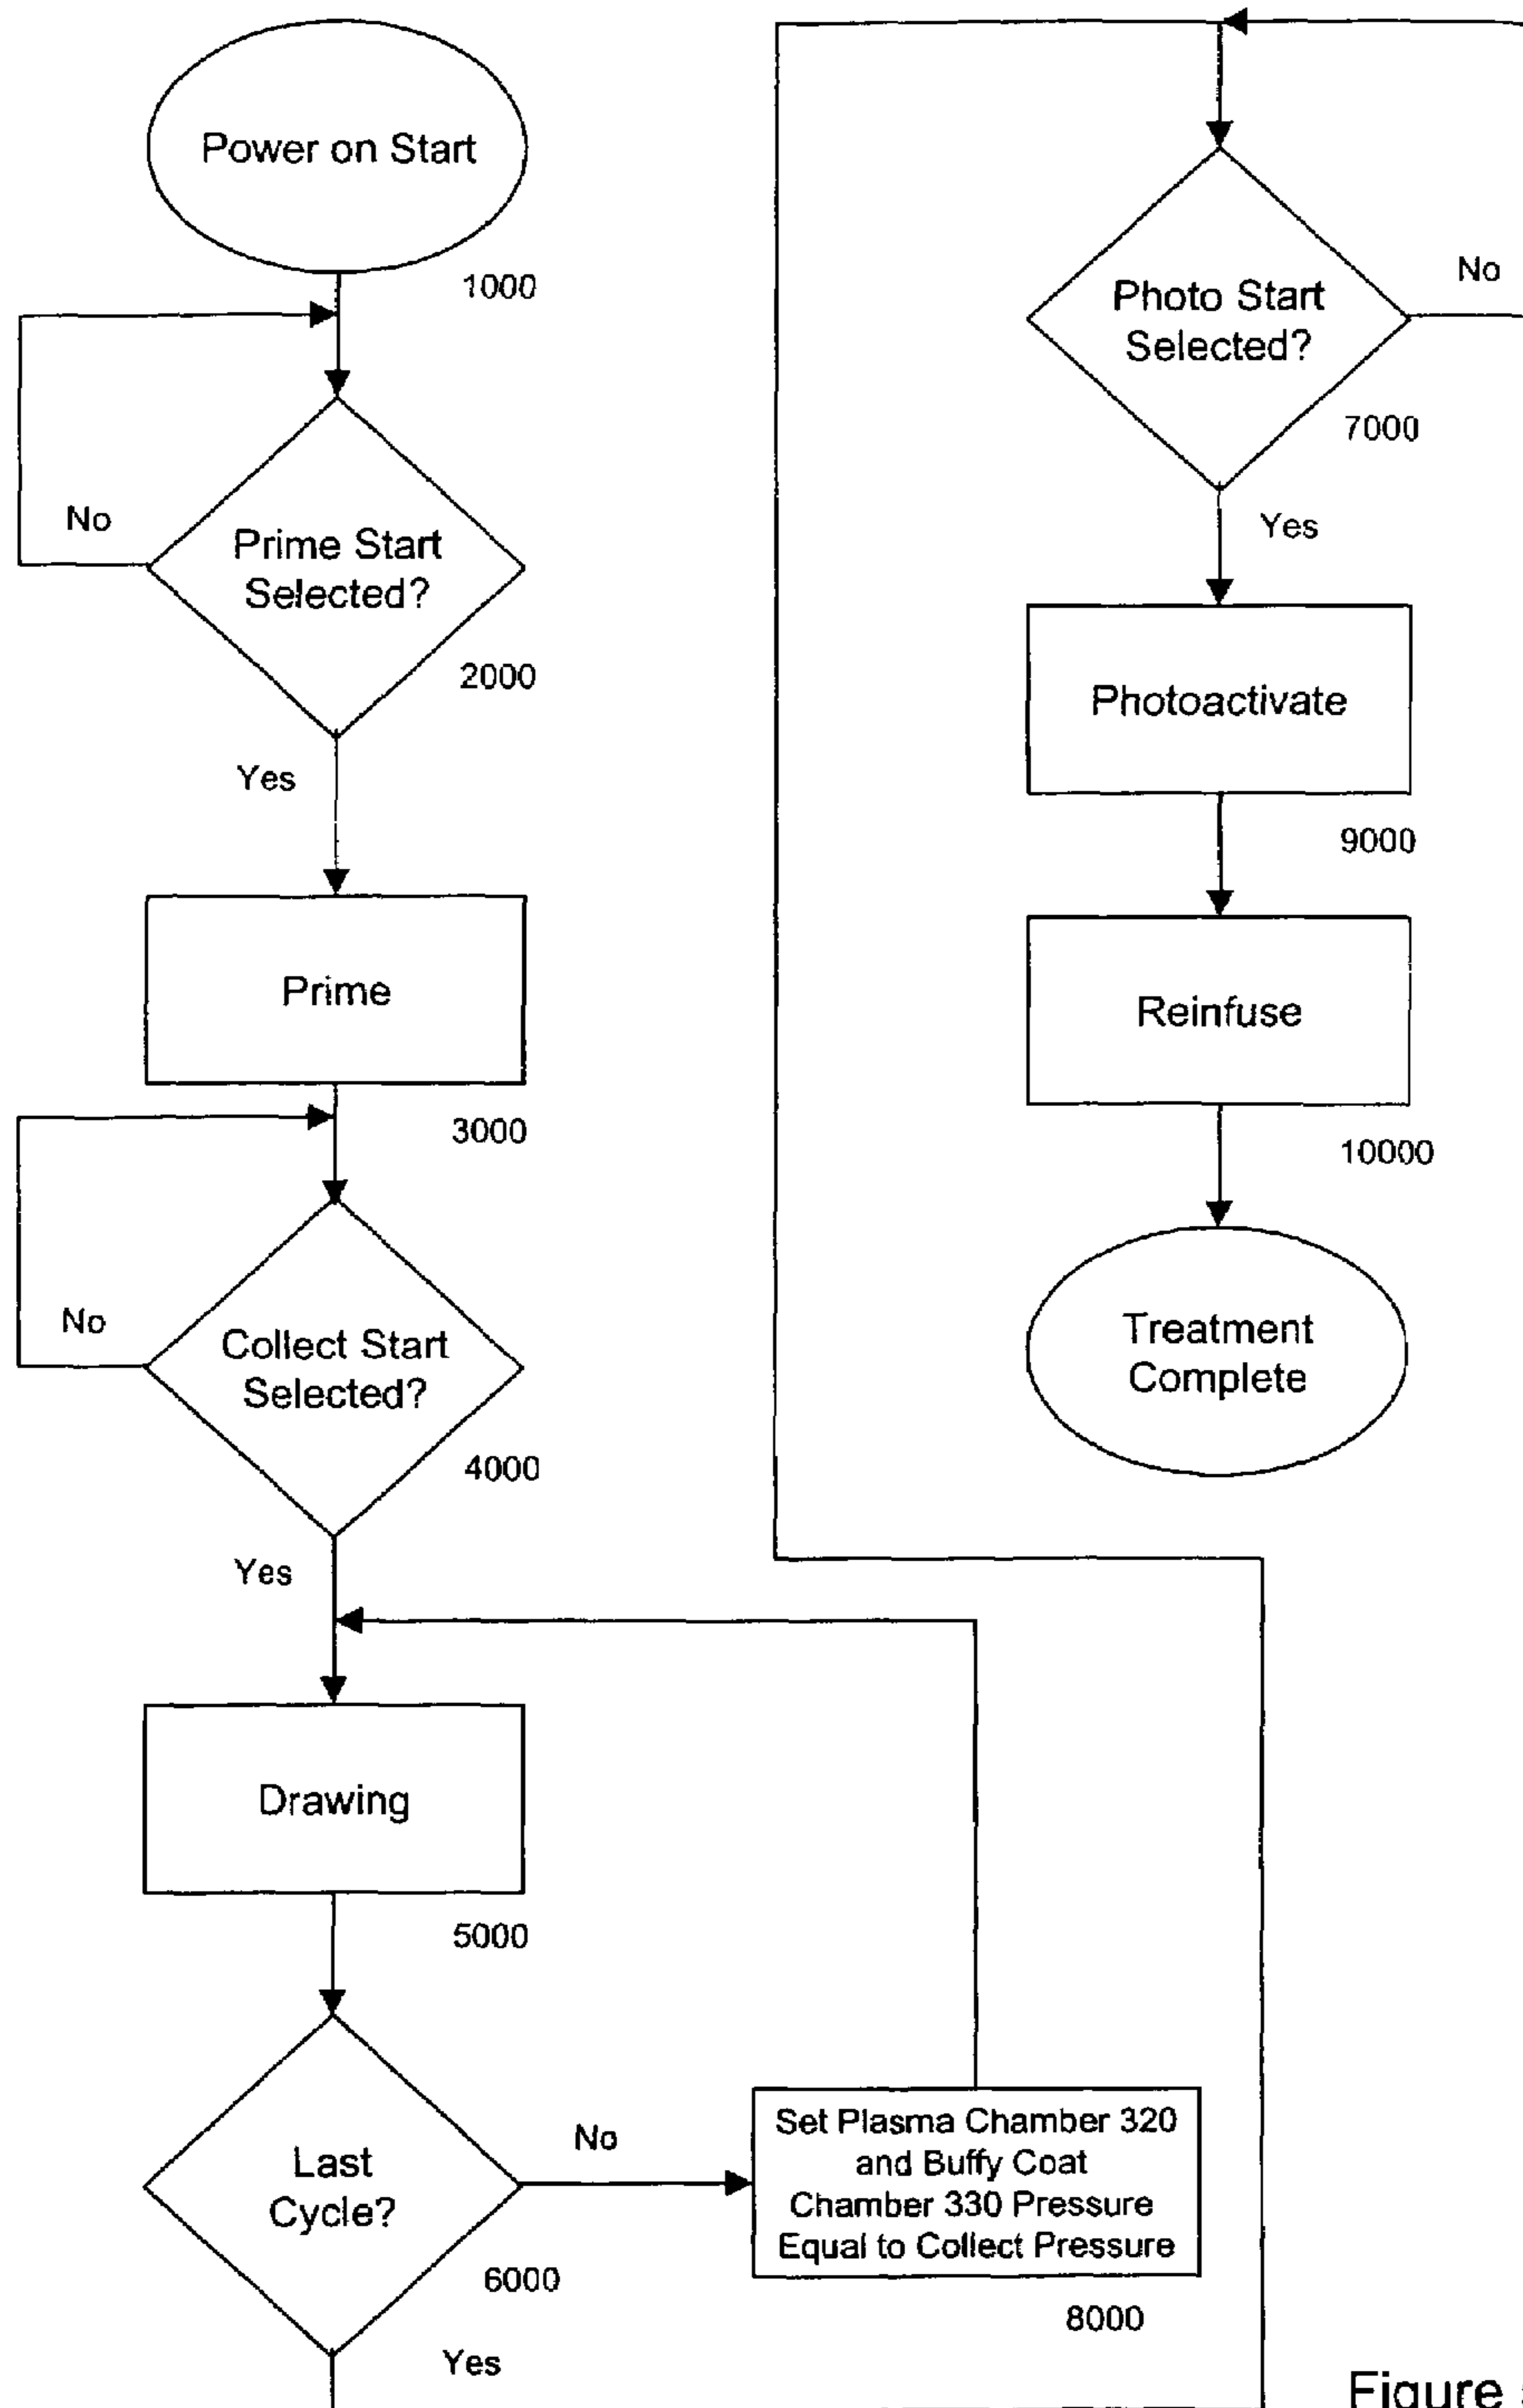 Power on Start
1000
No
Prime Start
Selected?
2000
Yes
Prime
3000
No
Collect Start
Selected?
4000
Yes
Drawing
5000
Last
Cycle?
6000
No
Yes
Set Plasma Chamber 320
and Buffy Coat
Chamber 330 Pressure
Equal to Collect Pressure
8000
Photo Start
Selected?
No
7000
Yes
Photoactivate
9000
Reinfuse
10000
Treatment
Complete
Figure